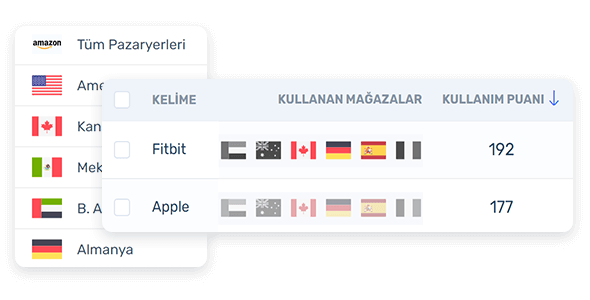 amazon Tüm Pazaryerleri
Ame
Kan
Mek
B. A
Almanya
KELİME KULLANAN MAĞAZALAR KULLANIM PUANI
Fitbit 192
Apple 177